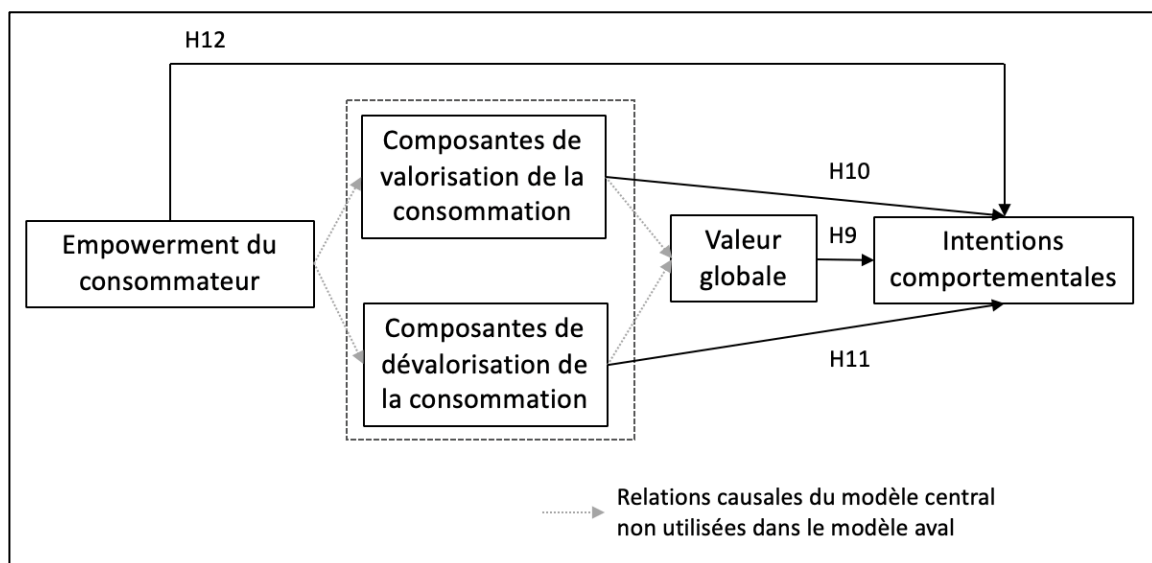 H12
Composantes de
valorisation de la
consommation
H10
Empowerment du
consommateur
Valeur
globale
H9
Intentions
comportementales
Composantes de
dévalorisation de
la consommation
H11
Relations causales du modèle central
non utilisées dans le modèle aval